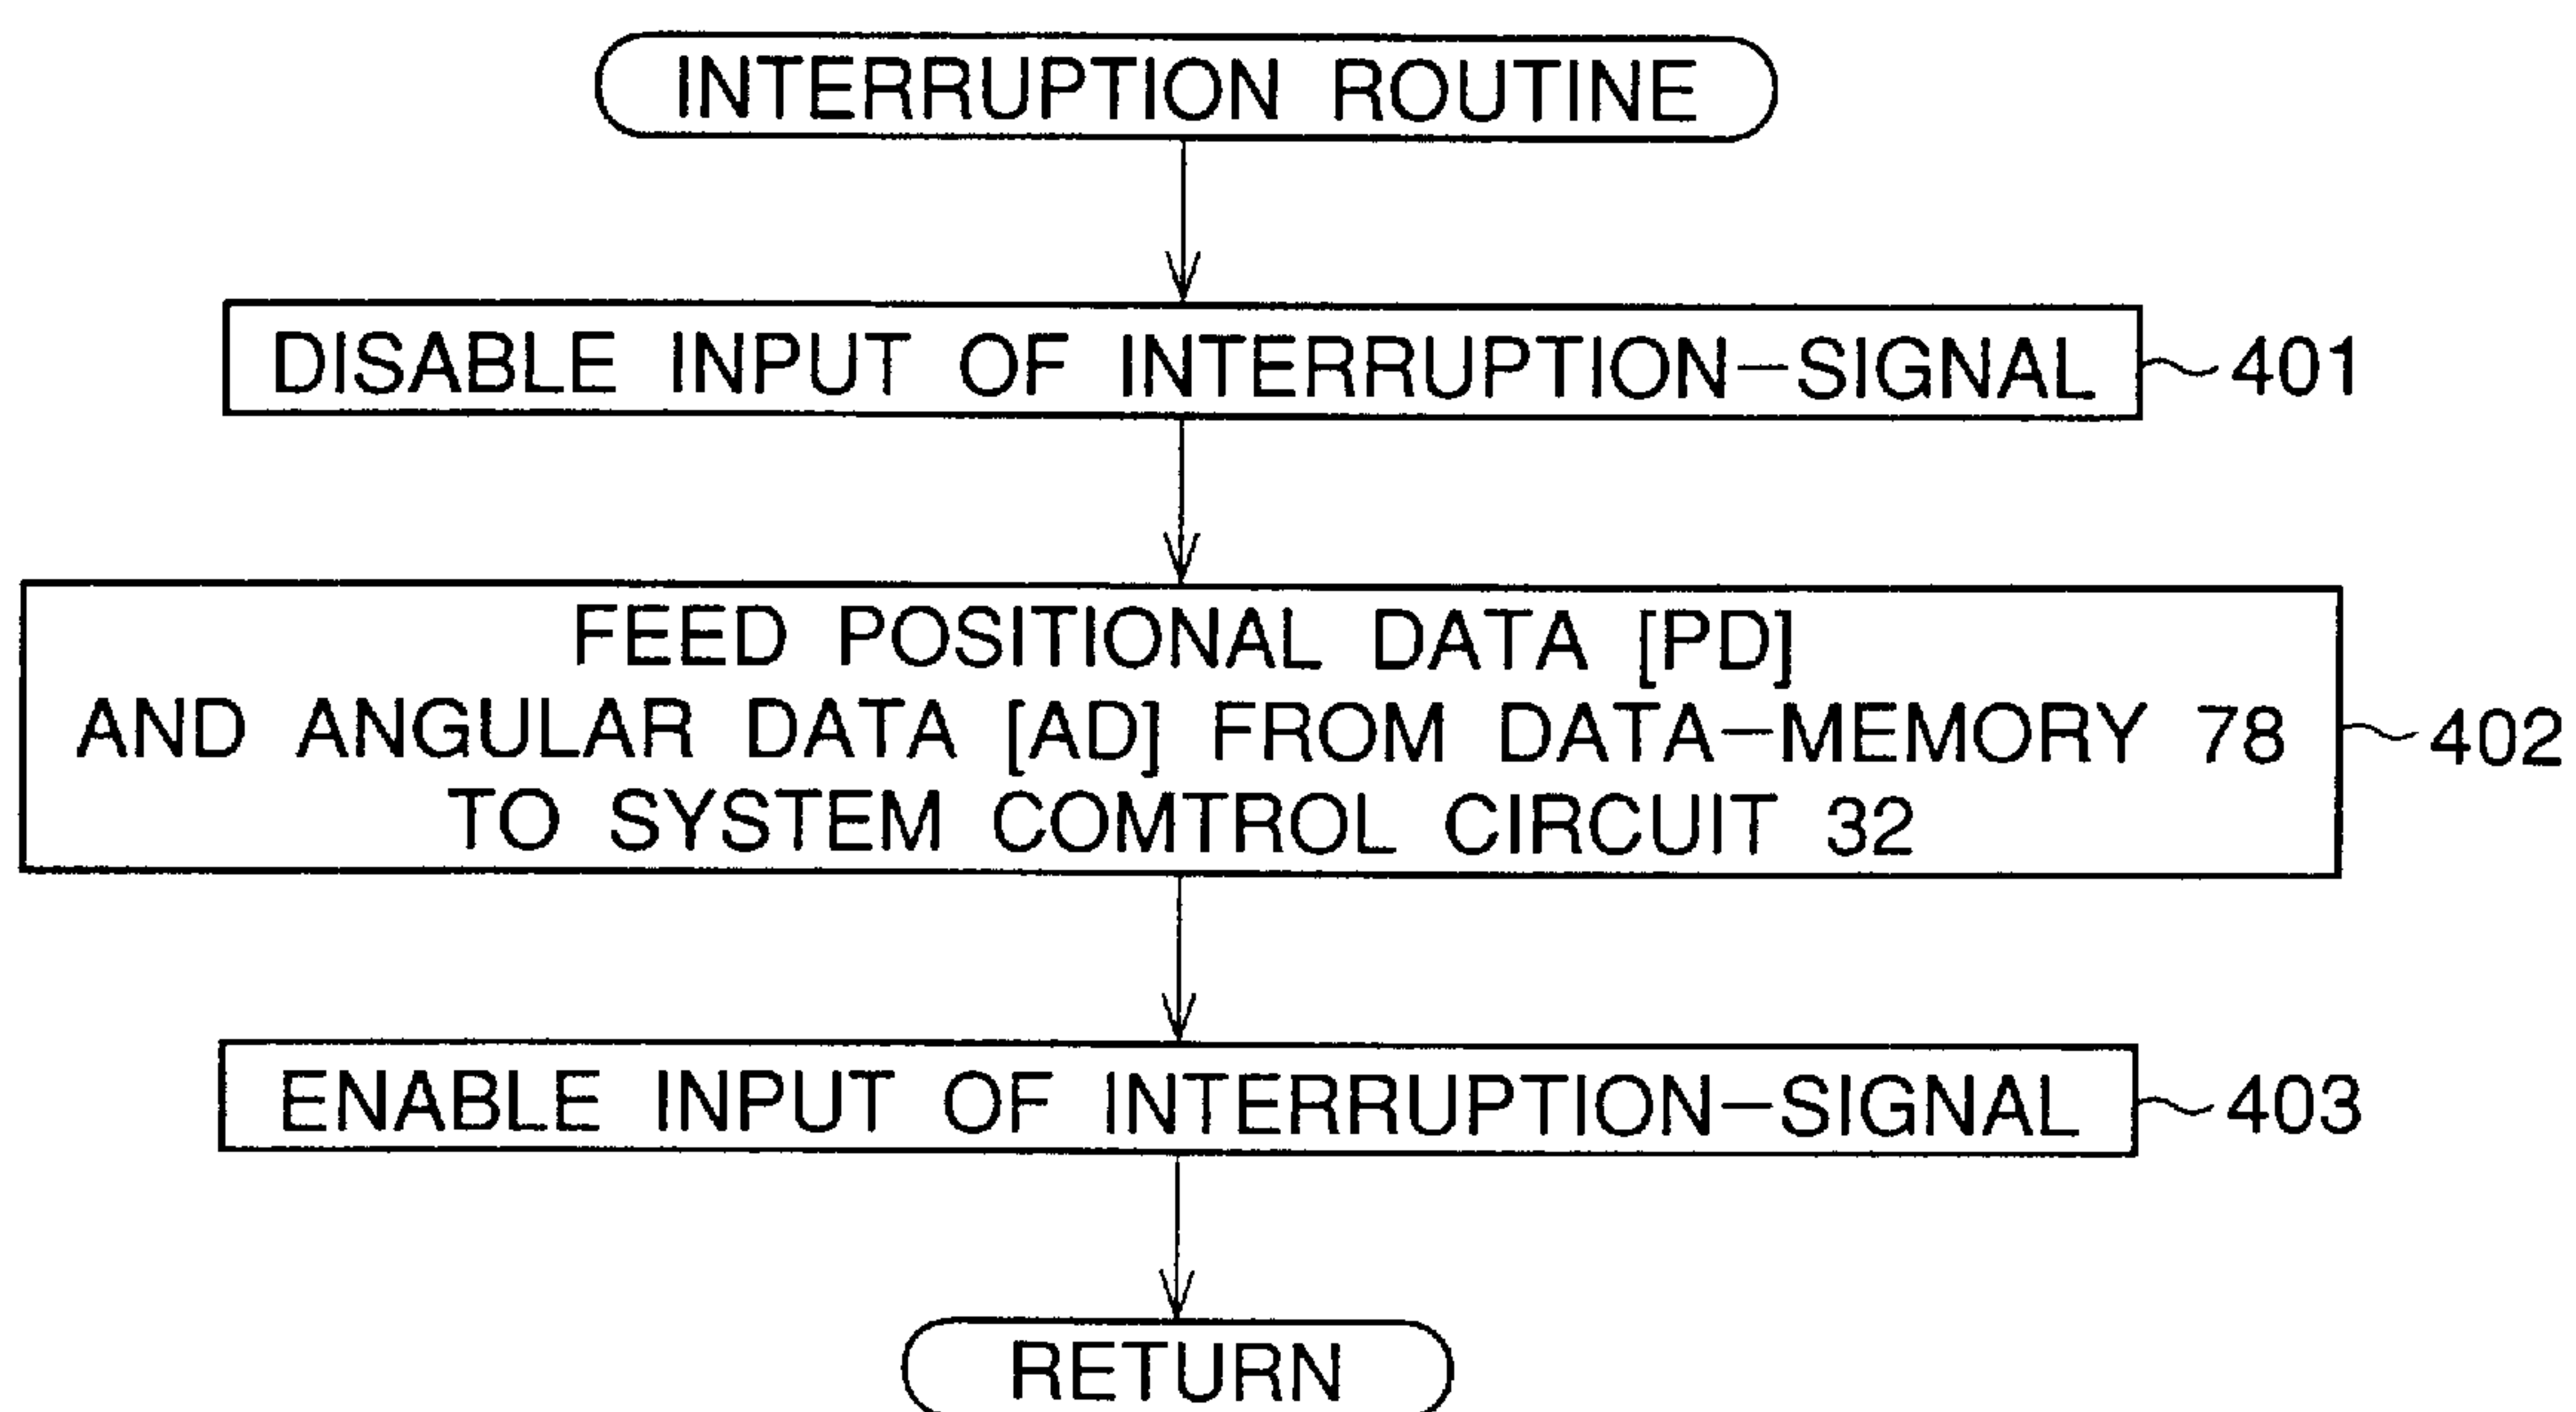 INTERRUPTION ROUTINE
DISABLE INPUT OF INTERRUPTION-SIGNAL
401
FEED POSITIONAL DATA [PD]
AND ANGULAR DATA [AD] FROM DATA-MEMORY 78
TO SYSTEM COMTROL CIRCUIT 32
402
ENABLE INPUT OF INTERRUPTION-SIGNAL
403
RETURN